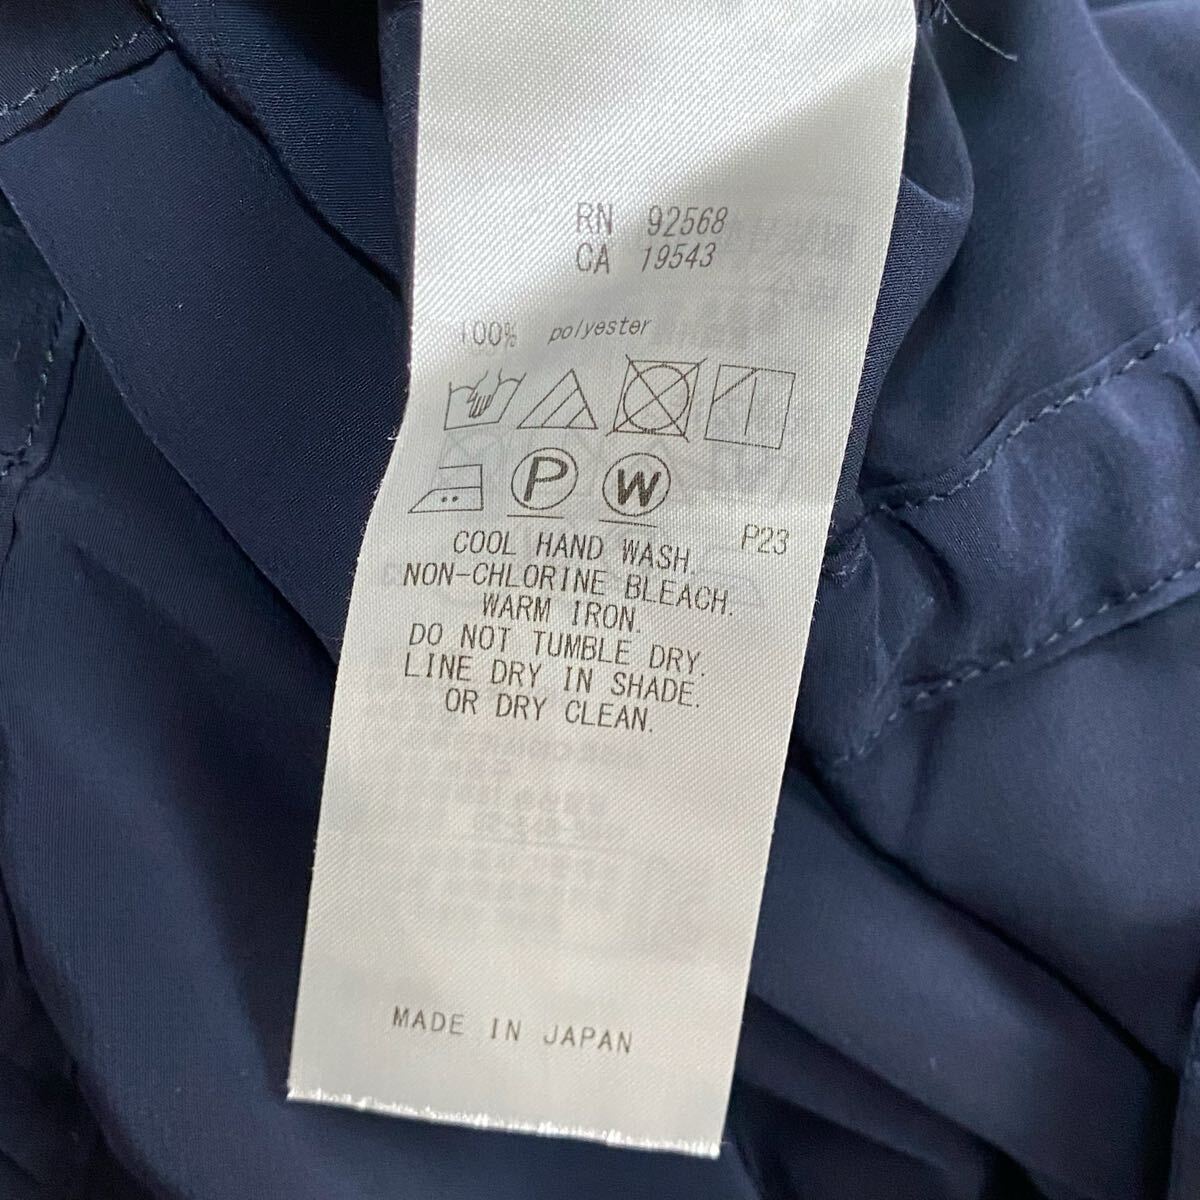 RN 92568
CA 19543
100% polyester
P W
P23
COOL HAND WASH.
NON-CHLORINE BLEACH.
WARM IRON.
DO NOT TUMBLE DRY.
LINE DRY IN SHADE.
OR DRY CLEAN.
MADE IN JAPAN